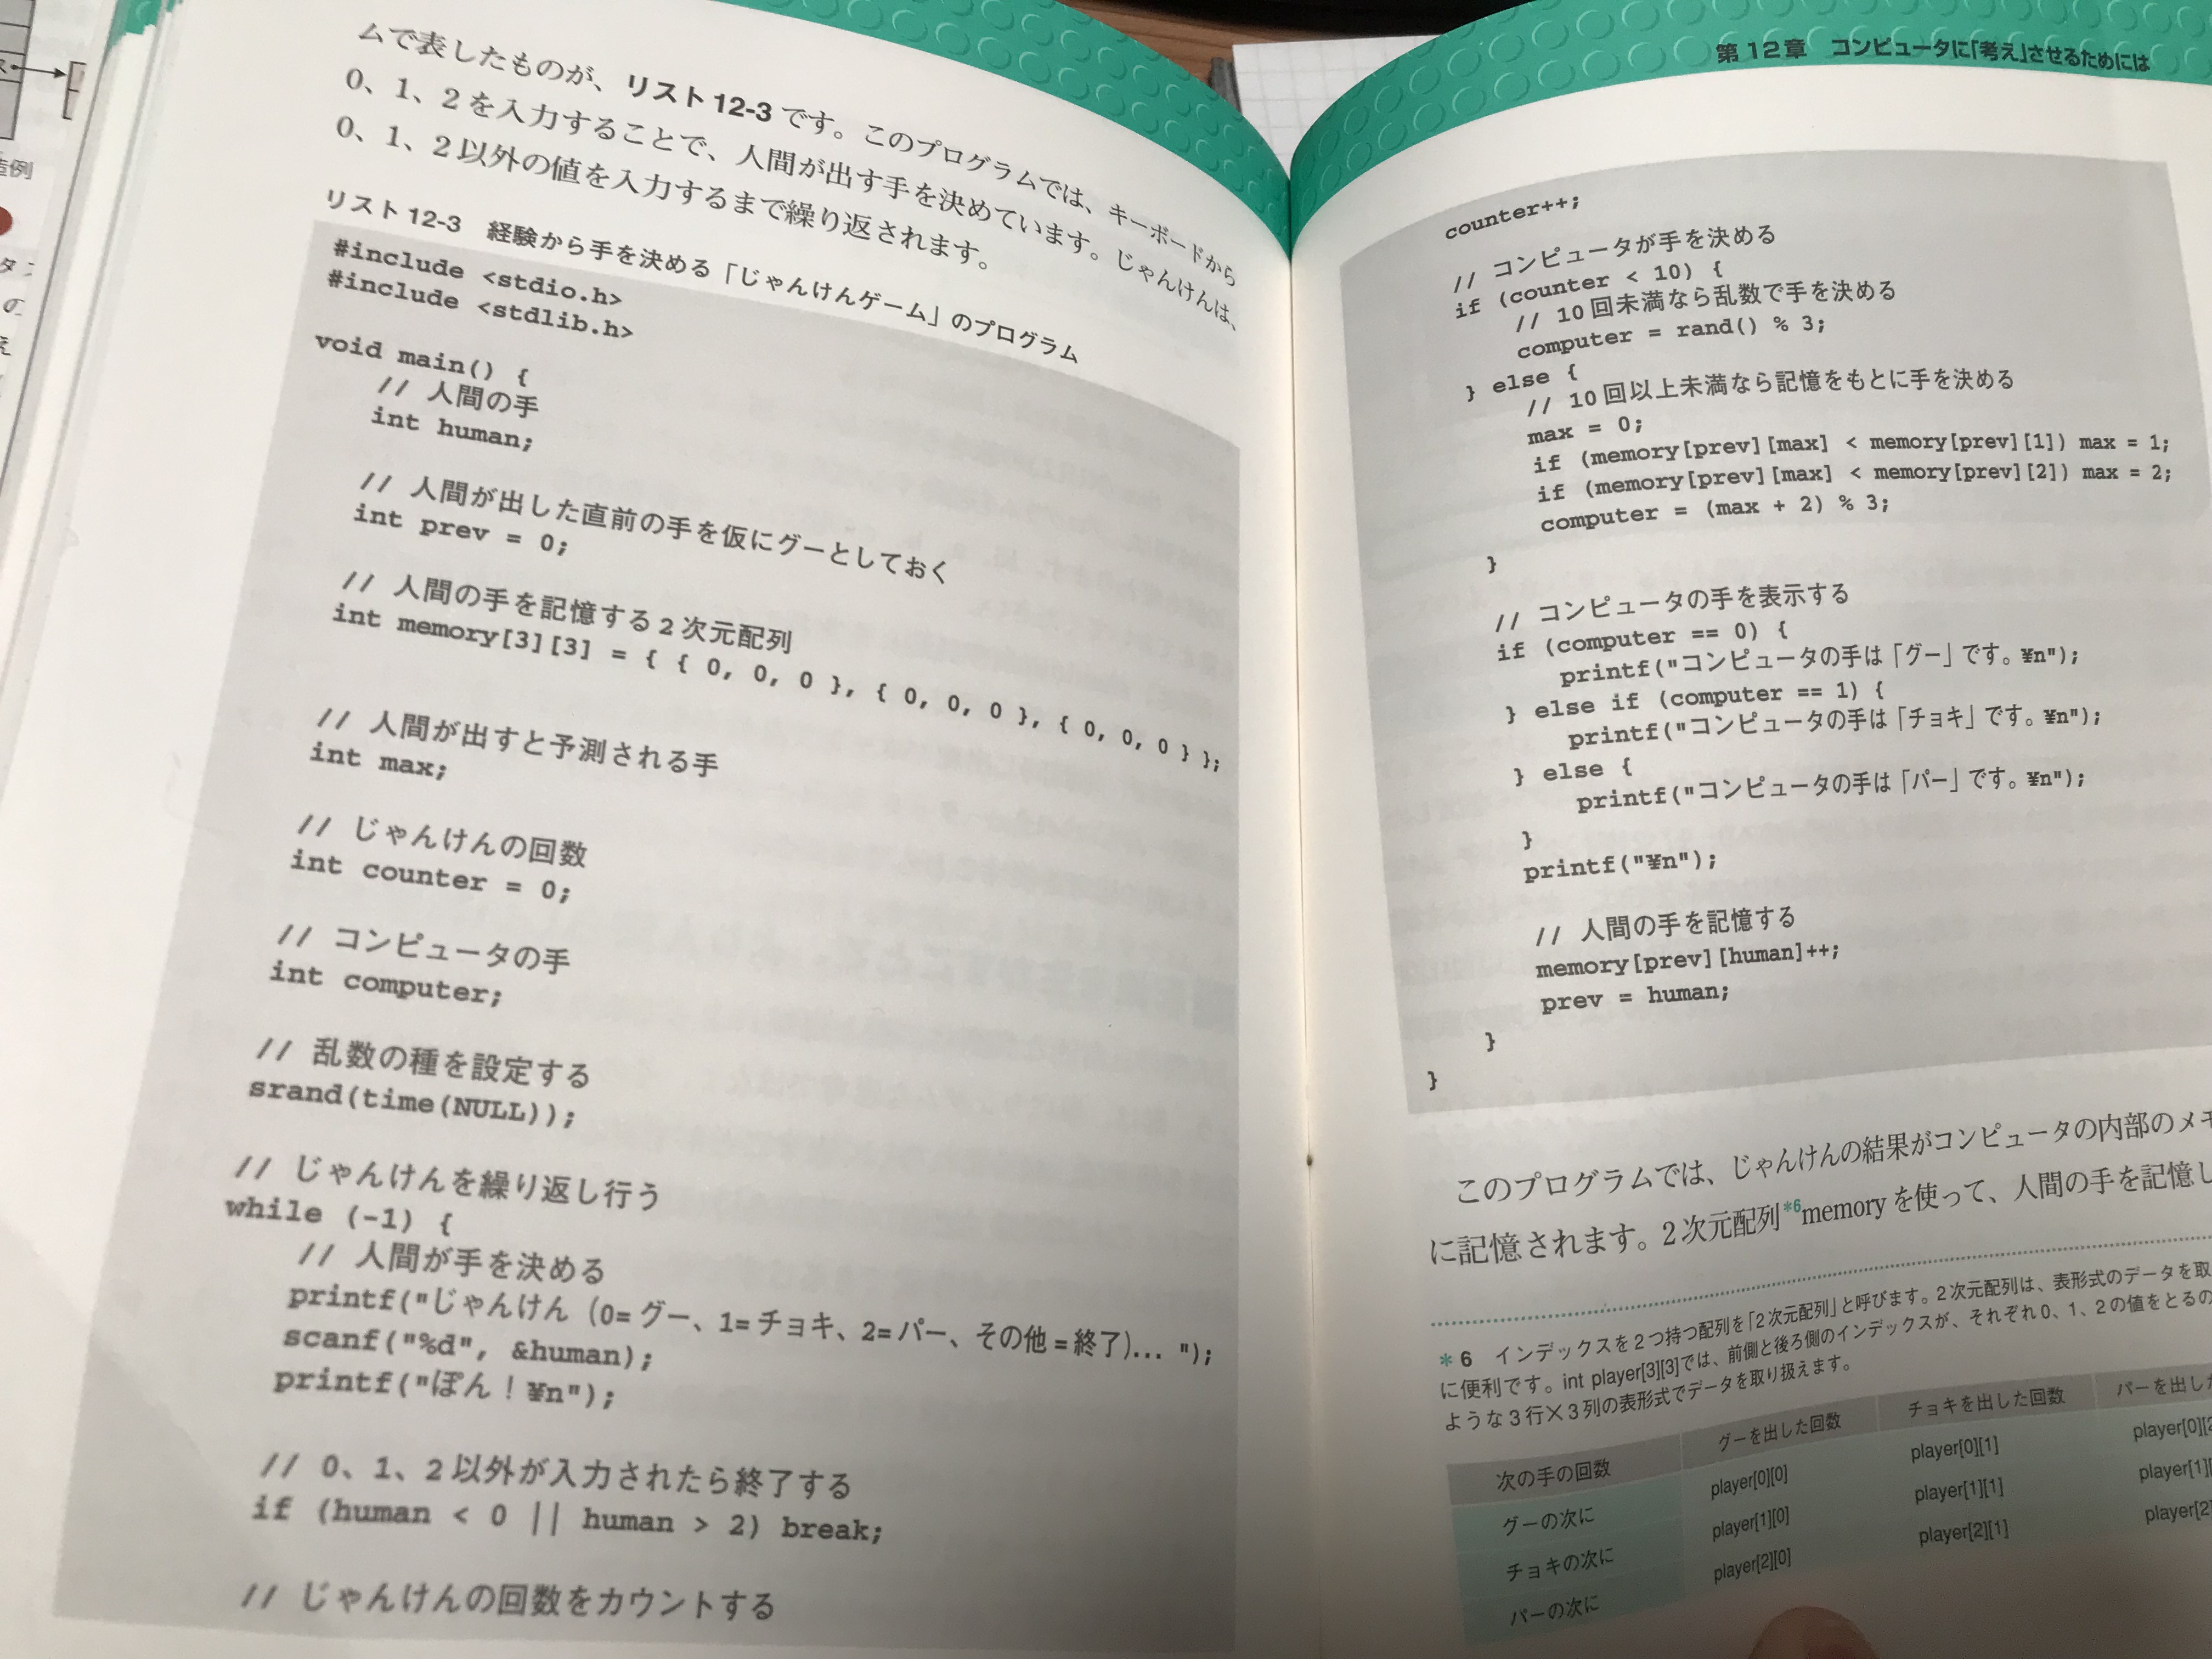 ムで表したものが、リスト12-3です。このプログラムでは、キーボードから
0、1、2を入力することで、人間が出す手を決めています。じゃんけんは、
0、1、2以外の値を入力するまで繰り返されます。
リスト12-3 経験から手を決める「じゃんけんゲーム」のプログラム
#include <stdio.h>
#include <stdlib.h>
void main() {
// 人間の手
int human;
// 人間が出した直前の手を仮にグーとしておく
int prev = 0;
// 人間の手を記憶する2次元配列
int memory[3][3] = { { 0, 0, 0 }, { 0, 0, 0 }, { 0, 0, 0 } };
// 人間が出すと予測される手
int max;
// じゃんけんの回数
int counter = 0;
// コンピュータの手
int computer;
// 乱数の種を設定する
srand(time(NULL));
// じゃんけんを繰り返し行う
while (-1) {
// 人間が手を決める
printf("じゃんけん（0=グー、1=チョキ、2=パー、その他=終了)... ");
scanf("%d", &human);
printf("ぽん！¥n");
// 0、1、2以外が入力されたら終了する
if (human < 0 || human > 2) break;
// じゃんけんの回数をカウントする
第12章 コンピュータに「考え」させるためには
counter++;
// コンピュータが手を決める
if (counter < 10) {
// 10回未満なら乱数で手を決める
computer = rand() % 3;
} else {
// 10回以上未満なら記憶をもとに手を決める
max = 0;
if (memory[prev][max] < memory[prev][1]) max = 1;
if (memory[prev][max] < memory[prev][2]) max = 2;
computer = (max + 2) % 3;
}
// コンピュータの手を表示する
if (computer == 0) {
printf("コンピュータの手は「グー」です。¥n");
} else if (computer == 1) {
printf("コンピュータの手は「チョキ」です。¥n");
} else {
printf("コンピュータの手は「パー」です。¥n");
}
printf("¥n");
// 人間の手を記憶する
memory[prev][human]++;
prev = human;
}
}
このプログラムでは、じゃんけんの結果がコンピュータの内部のメモ
に記憶されます。2次元配列*6memoryを使って、人間の手を記憶し
*6 インデックスを2つ持つ配列を「2次元配列」と呼びます。2次元配列は、表形式のデータを取
に便利です。int player[3][3]では、前側と後ろ側のインデックスが、それぞれ0、1、2の値をとるの
ような3行×3列の表形式でデータを取り扱えます。
次の手の回数 グーを出した回数 チョキを出した回数 パーを出した
グーの次に player[0][0] player[0][1] player[0][2
チョキの次に player[1][0] player[1][1] player[1][
パーの次に player[2][0] player[2][1] player[2]